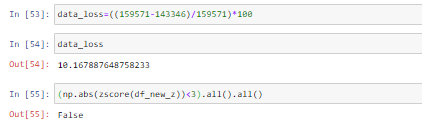 In [53]: data_loss=((159571-143346)/159571)*100
In [54]: data_loss
Out[54]: 10.167887648758233
In [55]: (np.abs(zscore(df_new_z))<3).all().all()
Out[55]: False